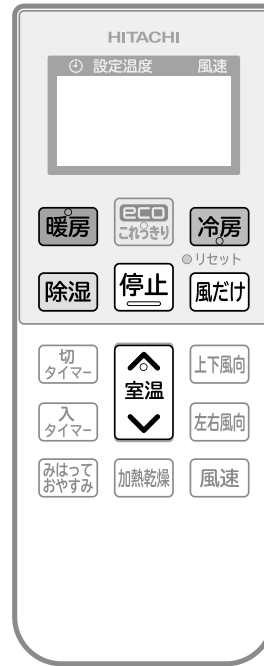 HITACHI
設定温度 風速
暖房 eco これっきり 冷房
リセット
除湿 停止 風だけ
切タイマー 上下風向
室温
入タイマー 左右風向
みはっておやすみ 加熱乾燥 風速